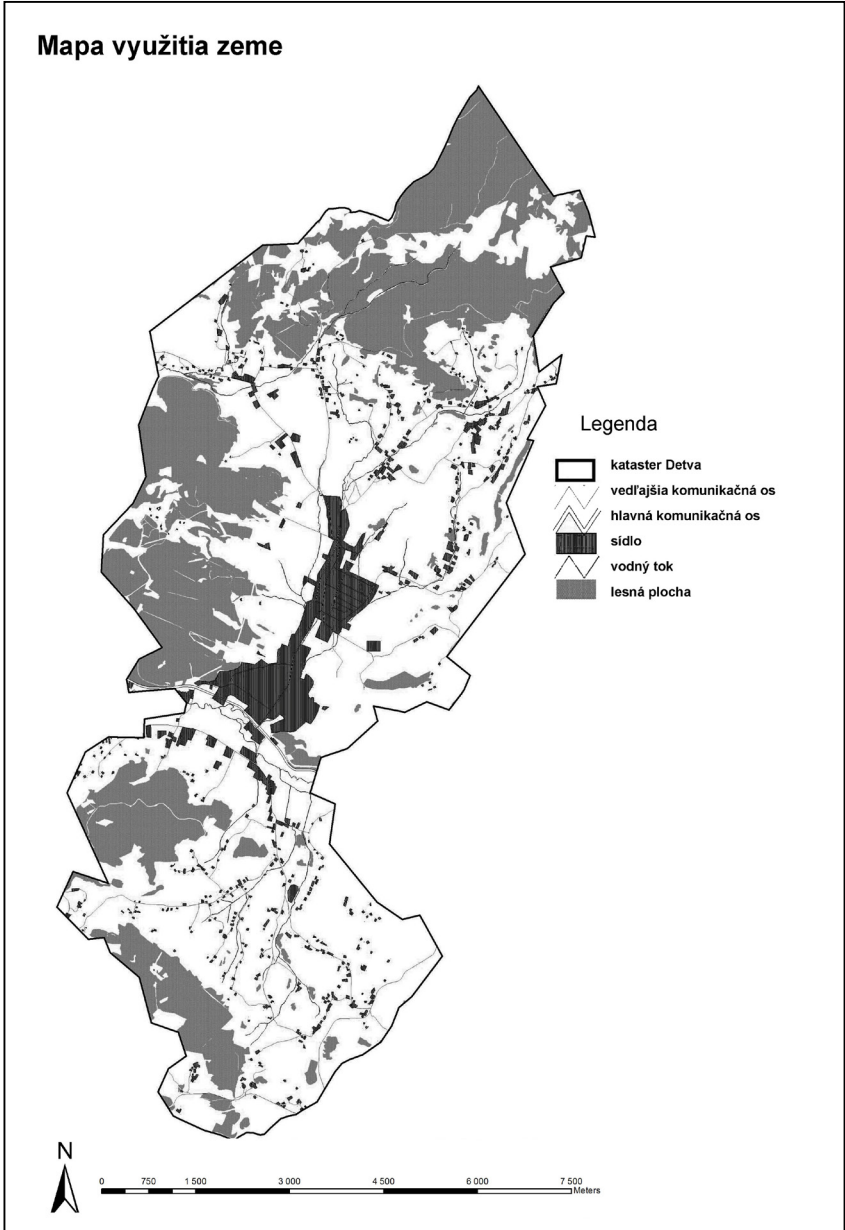 Mapa využitia zeme
Legenda
kataster Detva
vedľajšia komunikačná os
hlavná komunikačná os
sídlo
vodný tok
lesná plocha
N
0 750 1 500 3 000 4 500 6 000 7 500
Meters